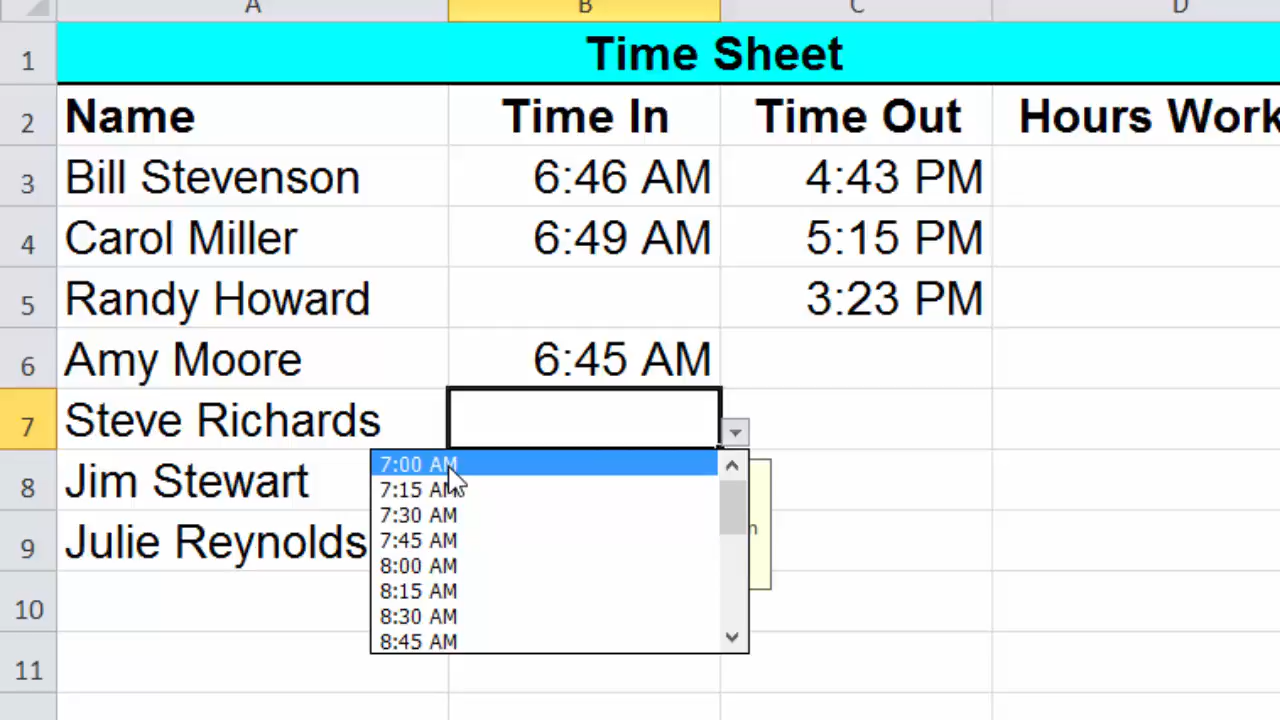 A B C D
1 Time Sheet
2 Name Time In Time Out Hours Work
3 Bill Stevenson 6:46 AM 4:43 PM
4 Carol Miller 6:49 AM 5:15 PM
5 Randy Howard 3:23 PM
6 Amy Moore 6:45 AM
7 Steve Richards
7:00 AM
8 Jim Stewart
7:15 AM
7:30 AM
n
9 Julie Reynolds
7:45 AM
8:00 AM
8:15 AM
10
8:30 AM
8:45 AM
11